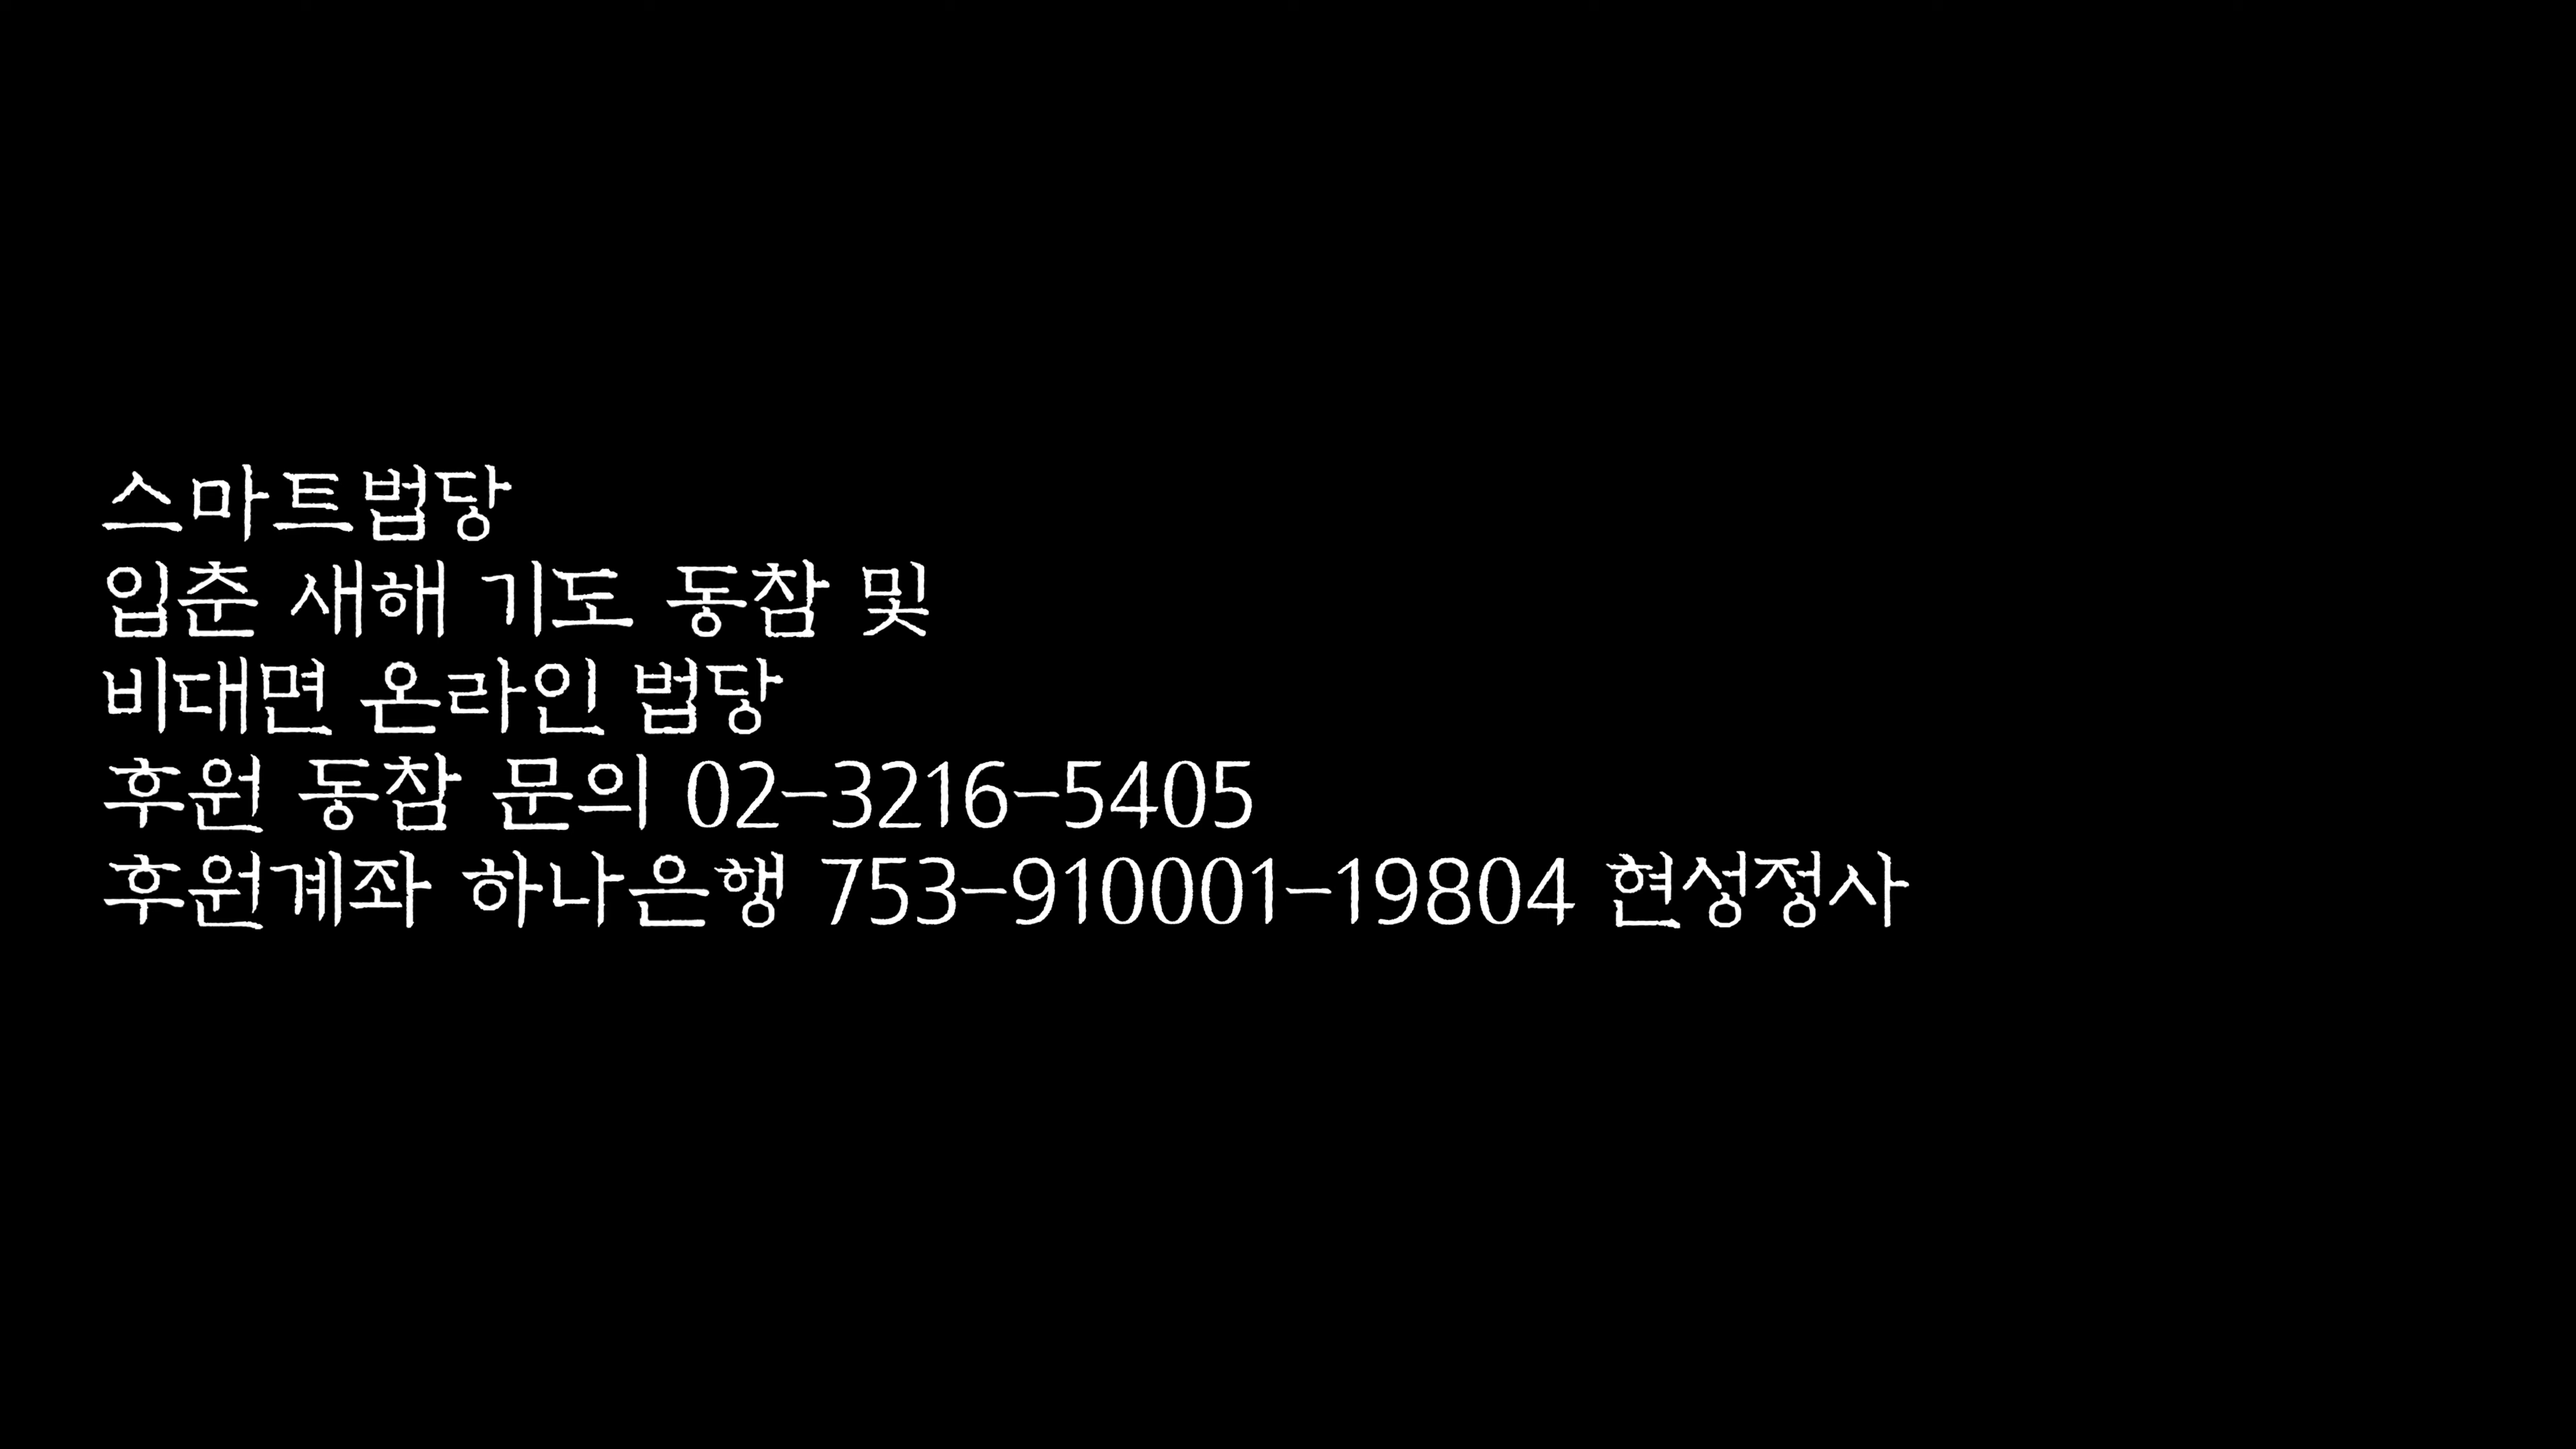 스마트법당
입춘 새해 기도 동참 및
비대면 온라인 법당
후원 동참 문의 02-3216-5405
후원계좌 하나은행 753-910001-19804 현성정사